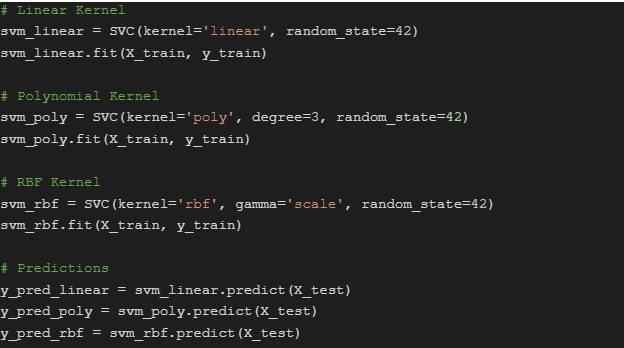 # Linear Kernel
svm_linear = SVC(kernel='linear', random_state=42)
svm_linear.fit(X_train, y_train)
# Polynomial Kernel
svm_poly = SVC(kernel='poly', degree=3, random_state=42)
svm_poly.fit(X_train, y_train)
# RBF Kernel
svm_rbf = SVC(kernel='rbf', gamma='scale', random_state=42)
svm_rbf.fit(X_train, y_train)
# Predictions
y_pred_linear = svm_linear.predict(X_test)
y_pred_poly = svm_poly.predict(X_test)
y_pred_rbf = svm_rbf.predict(X_test)